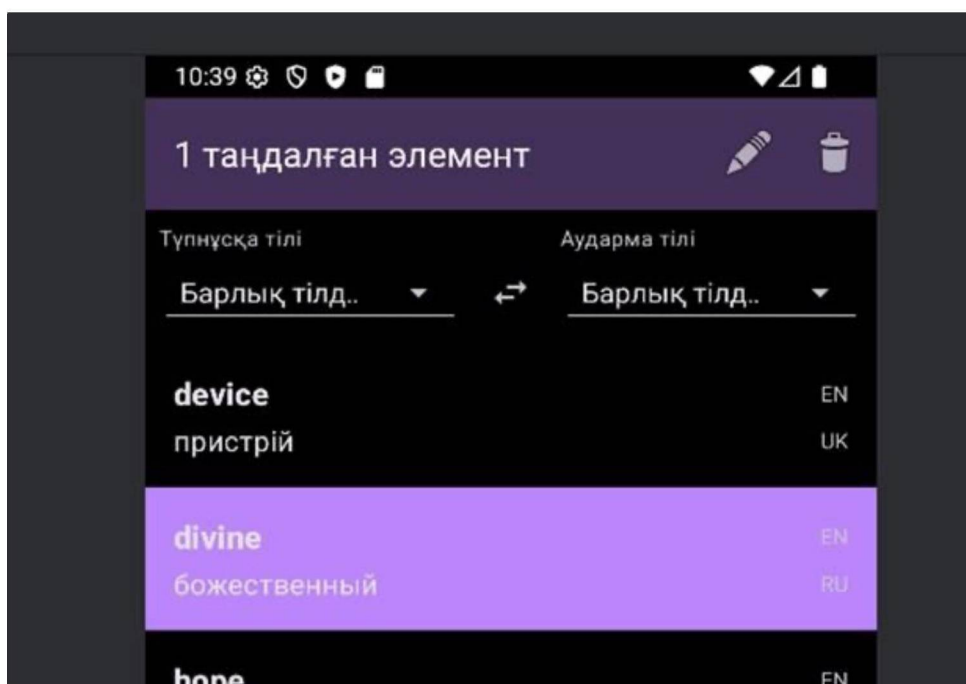 10:39
1 таңдалған элемент
Түпнұсқа тілі Аударма тілі
Барлық тілд.. Барлық тілд..
device EN
пристрій UK
divine EN
божественный RU
hope EN